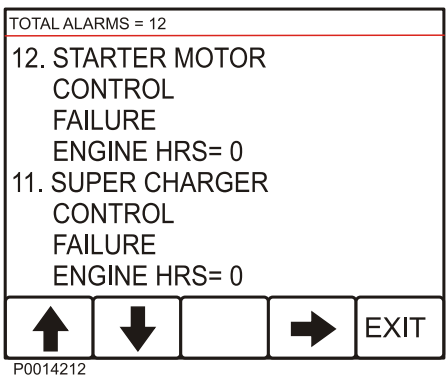 TOTAL ALARMS = 12
12. STARTER MOTOR
CONTROL
FAILURE
ENGINE HRS= 0
11. SUPER CHARGER
CONTROL
FAILURE
ENGINE HRS= 0
EXIT
P0014212